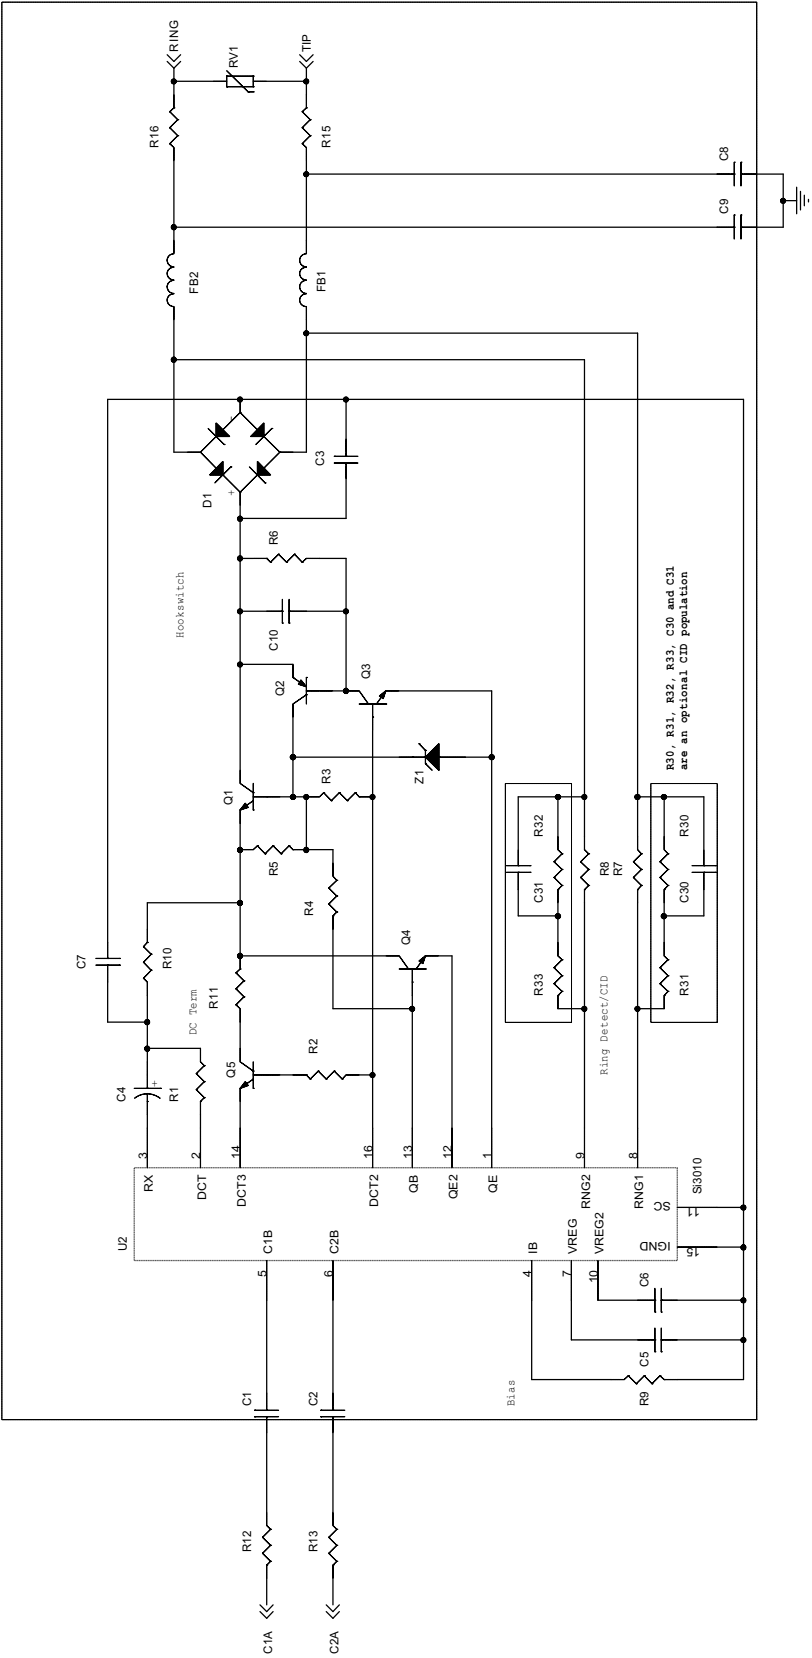 RING
RV1
TIP
R16
R15
C8
C9
FB2
FB1
D1
+
-
C3
R6
Hookswitch
C10
Q2
Q3
Q1
Z1
R3
R5
R4
R30, R31, R32, R33, C30 and C31
are an optional CID population
R32
C31
R8
R7
R30
C30
C7
R10
R11
Q4
R33
R31
DC Term
Ring Detect/CID
C4
+
R1
Q5
R2
3
2
14
16
13
12
1
9
8
RX
DCT
DCT3
DCT2
QB
QE2
QE
RNG2
RNG1
Si3010
U2
C1B
C2B
IB
VREG
VREG2
SC
IGND
11
15
5
6
4
7
10
C6
C5
R9
Bias
C1
C2
R12
R13
C1A
C2A